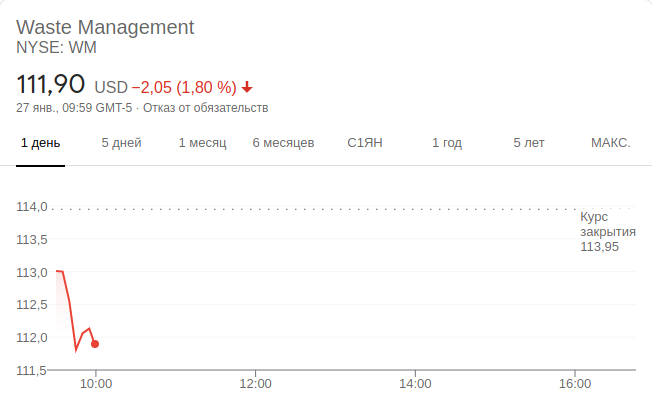 Waste Management
NYSE: WM
111,90 USD −2,05 (1,80 %)
27 янв., 09:59 GMT-5 · Отказ от обязательств
1 день 5 дней 1 месяц 6 месяцев С1ЯН 1 год 5 лет МАКС.
114,0
Курс
закрытия
113,95
113,5
113,0
112,5
112,0
111,5
10:00 12:00 14:00 16:00